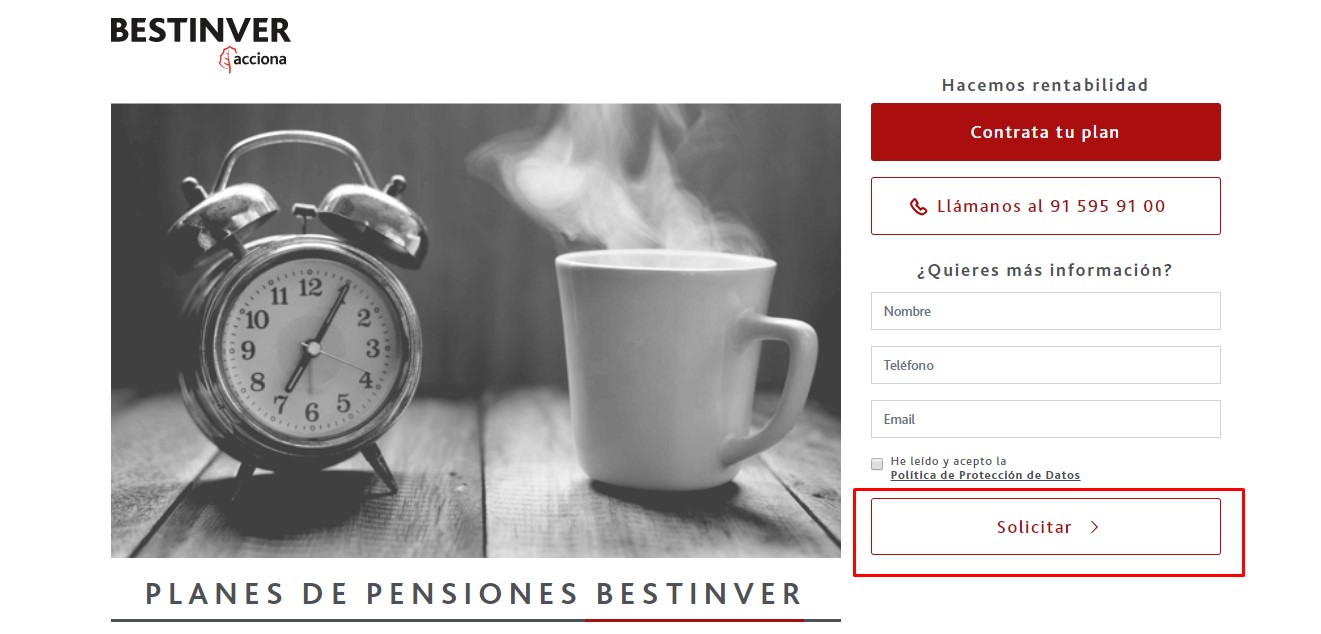 BESTINVER
acciona
Hacemos rentabilidad
Contrata tu plan
Llámanos al 91 595 91 00
¿Quieres más información?
Nombre
Teléfono
Email
He leído y acepto la
Política de Protección de Datos
Solicitar
11 12 1
10 2
9 3
8 4
7 6 5
PLANES DE PENSIONES BESTINVER